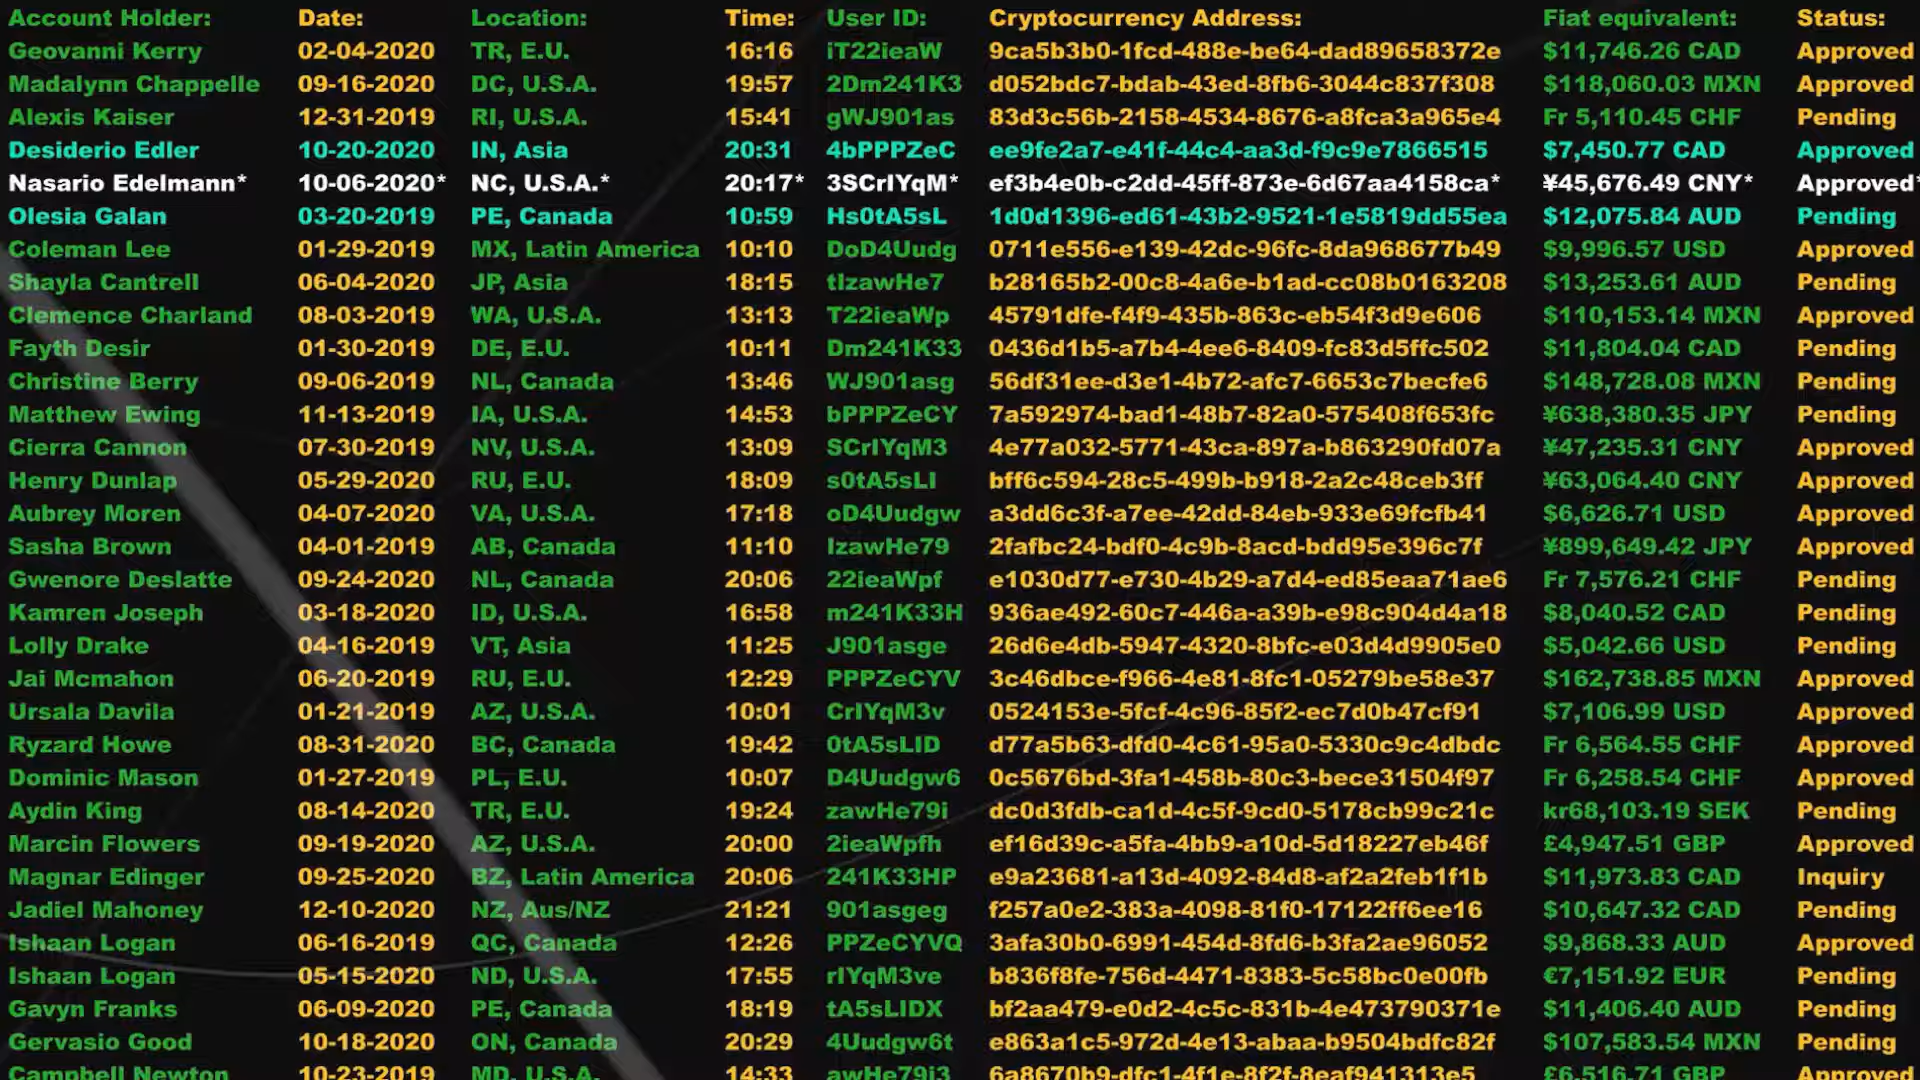 Account Holder: Date: Location: Time: User ID: Cryptocurrency Address: Fiat equivalent: Status:
Geovanni Kerry 02-04-2020 TR, E.U. 16:16 iT22ieaW 9ca5b3b0-1fcd-488e-be64-dad89658372e $11,746.26 CAD Approved
Madalynn Chappelle 09-16-2020 DC, U.S.A. 19:57 2Dm241K3 d052bdc7-bdab-43ed-8fb6-3044c837f308 $118,060.03 MXN Approved
Alexis Kaiser 12-31-2019 RI, U.S.A. 15:41 gWJ901as 83d3c56b-2158-4534-8676-a8fca3a965e4 Fr 5,110.45 CHF Pending
Desiderio Edler 10-20-2020 IN, Asia 20:31 4bPPPZeC ee9fe2a7-e41f-44c4-aa3d-f9c9e7866515 $7,450.77 CAD Approved
Nasario Edelmann* 10-06-2020* NC, U.S.A.* 20:17* 3SCrIYqM* ef3b4e0b-c2dd-45ff-873e-6d67aa4158ca* ¥45,676.49 CNY* Approved*
Olesia Galan 03-20-2019 PE, Canada 10:59 Hs0tA5sL 1d0d1396-ed61-43b2-9521-1e5819dd55ea $12,075.84 AUD Pending
Coleman Lee 01-29-2019 MX, Latin America 10:10 DoD4Uudg 0711e556-e139-42dc-96fc-8da968677b49 $9,996.57 USD Approved
Shayla Cantrell 06-04-2020 JP, Asia 18:15 tIzawHe7 b28165b2-00c8-4a6e-b1ad-cc08b0163208 $13,253.61 AUD Pending
Clemence Charland 08-03-2019 WA, U.S.A. 13:13 T22ieaWp 45791dfe-f4f9-435b-863c-eb54f3d9e606 $110,153.14 MXN Approved
Fayth Desir 01-30-2019 DE, E.U. 10:11 Dm241K33 0436d1b5-a7b4-4ee6-8409-fc83d5ffc502 $11,804.04 CAD Pending
Christine Berry 09-06-2019 NL, Canada 13:46 WJ901asg 56df31ee-d3e1-4b72-afc7-6653c7becfe6 $148,728.08 MXN Pending
Matthew Ewing 11-13-2019 IA, U.S.A. 14:53 bPPPZeCY 7a592974-bad1-48b7-82a0-575408f653fc ¥638,380.35 JPY Pending
Cierra Cannon 07-30-2019 NV, U.S.A. 13:09 SCrIYqM3 4e77a032-5771-43ca-897a-b863290fd07a ¥47,235.31 CNY Approved
Henry Dunlap 05-29-2020 RU, E.U. 18:09 s0tA5sLI bff6c594-28c5-499b-b918-2a2c48ceb3ff ¥63,064.40 CNY Approved
Aubrey Moren 04-07-2020 VA, U.S.A. 17:18 oD4Uudgw a3dd6c3f-a7ee-42dd-84eb-933e69fcfb41 $6,626.71 USD Approved
Sasha Brown 04-01-2019 AB, Canada 11:10 IzawHe79 2fafbc24-bdf0-4c9b-8acd-bdd95e396c7f ¥899,649.42 JPY Approved
Gwenore Deslatte 09-24-2020 NL, Canada 20:06 22ieaWpf e1030d77-e730-4b29-a7d4-ed85eaa71ae6 Fr 7,576.21 CHF Pending
Kamren Joseph 03-18-2020 ID, U.S.A. 16:58 m241K33H 936ae492-60c7-446a-a39b-e98c904d4a18 $8,040.52 CAD Pending
Lolly Drake 04-16-2019 VT, Asia 11:25 J901asge 26d6e4db-5947-4320-8bfc-e03d4d9905e0 $5,042.66 USD Pending
Jai Mcmahon 06-20-2019 RU, E.U. 12:29 PPPZeCYV 3c46dbce-f966-4e81-8fc1-05279be58e37 $162,738.85 MXN Approved
Ursala Davila 01-21-2019 AZ, U.S.A. 10:01 CrIYqM3v 0524153e-5fcf-4c96-85f2-ec7d0b47cf91 $7,106.99 USD Approved
Ryzard Howe 08-31-2020 BC, Canada 19:42 0tA5sLID d77a5b63-dfd0-4c61-95a0-5330c9c4dbdc Fr 6,564.55 CHF Approved
Dominic Mason 01-27-2019 PL, E.U. 10:07 D4Uudgw6 0c5676bd-3fa1-458b-80c3-bece31504f97 Fr 6,258.54 CHF Approved
Aydin King 08-14-2020 TR, E.U. 19:24 zawHe79i dc0d3fdb-ca1d-4c5f-9cd0-5178cb99c21c kr68,103.19 SEK Pending
Marcin Flowers 09-19-2020 AZ, U.S.A. 20:00 2ieaWpfh ef16d39c-a5fa-4bb9-a10d-5d18227eb46f £4,947.51 GBP Approved
Magnar Edinger 09-25-2020 BZ, Latin America 20:06 241K33HP e9a23681-a13d-4092-84d8-af2a2feb1f1b $11,973.83 CAD Inquiry
Jadiel Mahoney 12-10-2020 NZ, Aus/NZ 21:21 901asgeg f257a0e2-383a-4098-81f0-17122ff6ee16 $10,647.32 CAD Pending
Ishaan Logan 06-16-2019 QC, Canada 12:26 PPZeCYVQ 3afa30b0-6991-454d-8fd6-b3fa2ae96052 $9,868.33 AUD Approved
Ishaan Logan 05-15-2020 ND, U.S.A. 17:55 rIYqM3ve b836f8fe-756d-4471-8383-5c58bc0e00fb €7,151.92 EUR Pending
Gavyn Franks 06-09-2020 PE, Canada 18:19 tA5sLIDX bf2aa479-e0d2-4c5c-831b-4e473790371e $11,406.40 AUD Pending
Gervasio Good 10-18-2020 ON, Canada 20:29 4Uudgw6t e863a1c5-972d-4e13-abaa-b9504bdfc82f $107,583.54 MXN Pending
Campbell Newton 10-23-2019 MD, U.S.A. 14:33 awHe79i3 6a8670b9-dfc1-4f1e-8f2f-8eaf941313e5 £6,516.71 GBP Approved